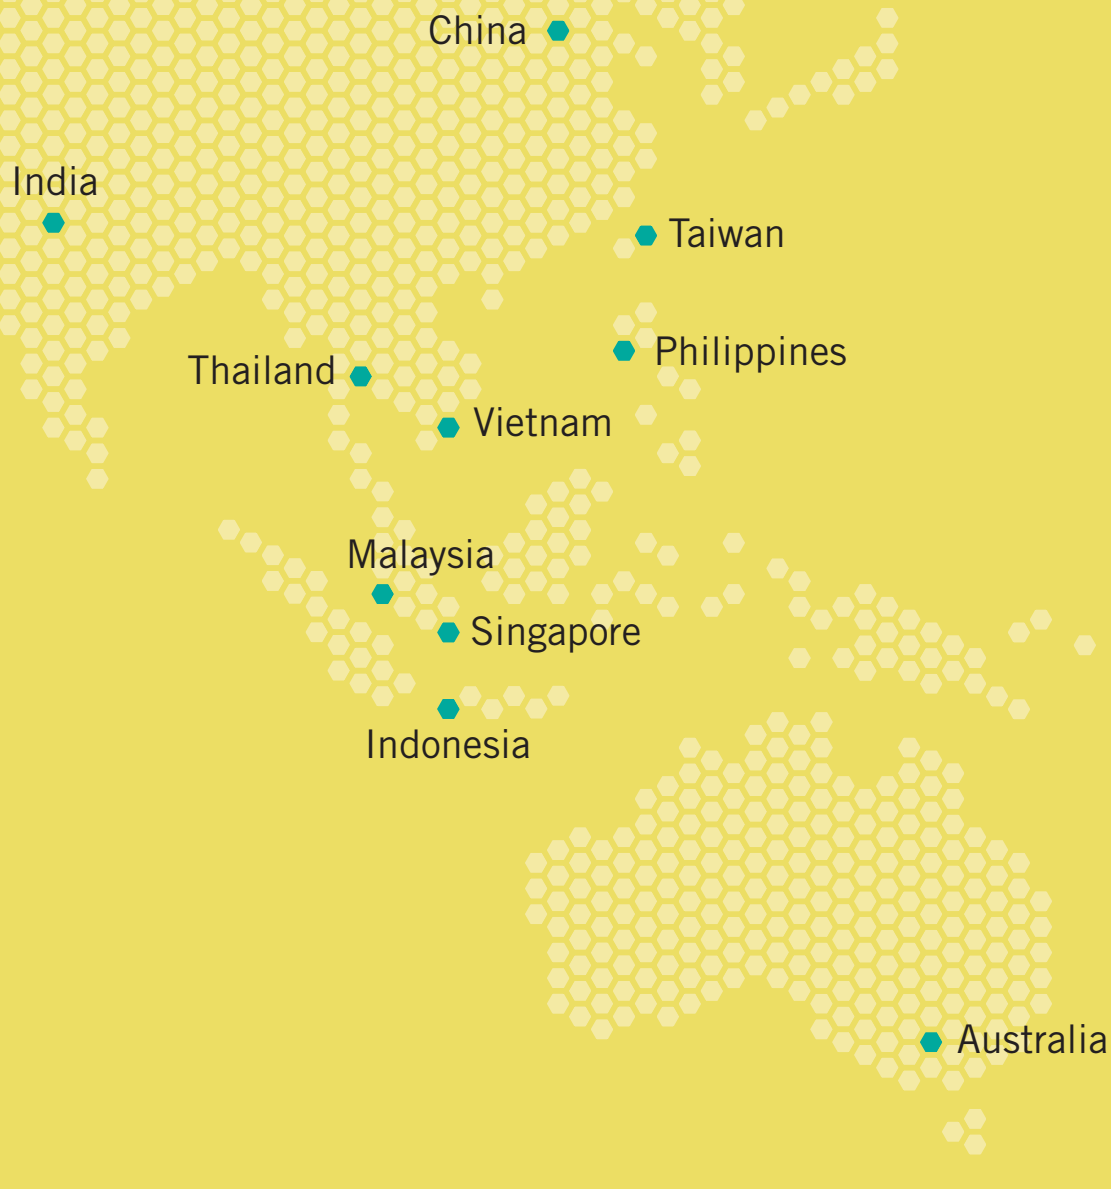 China
India
Taiwan
Philippines
Thailand
Vietnam
Malaysia
Singapore
Indonesia
Australia